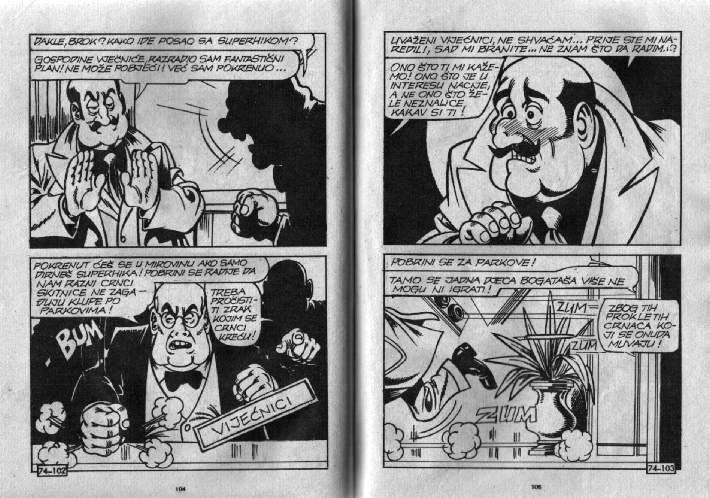 DAKLE, BROK? KAKO IDE POSAO SA SUPERHIKOM?
GOSPODINE VJEĆNIČE, RAZRADIO SAM FANTASTIČNI
PLAN! NE MOŽE POBJEĆI! VEĆ SAM POKRENUO...
POKRENUT ĆEŠ SE U MIROVINU AKO SAMO
DIRNEŠ SUPERHIKA! POBRINI SE RADIJE DA
NAM RAZNI CRNCI
SKITNICE NE ZAGA-
ĐUJU KLUPE PO
PARKOVIMA!
TREBA
PROČISTI-
TI ZRAK
KOJIM SE
CRNCI
KREĆU!
BUM
VIJEĆNICI
74-102
104
UVAŽENI VIJEĆNICI, NE SHVAĆAM... PRIJE STE MI NA-
REDILI, SAD MI BRANITE... NE ZNAM ŠTO DA RADIM!?
ONO ŠTO TI MI KAŽE-
MO! ONO ŠTO JE U
INTERESU NACIJE,
A NE ONO ŠTO ŽE-
LE NEZNALICE,
KAKAV SI TI!
POBRINI SE ZA PARKOVE!
TAMO SE JADNA DJECA BOGATAŠA VIŠE NE
MOGU NI IGRATI!
ZBOG TIH
PROKLETIH
CRNACA KO-
JI SE ONUDA
MUVAJU!
ZUM
ZUM
ZUM
74-103
105